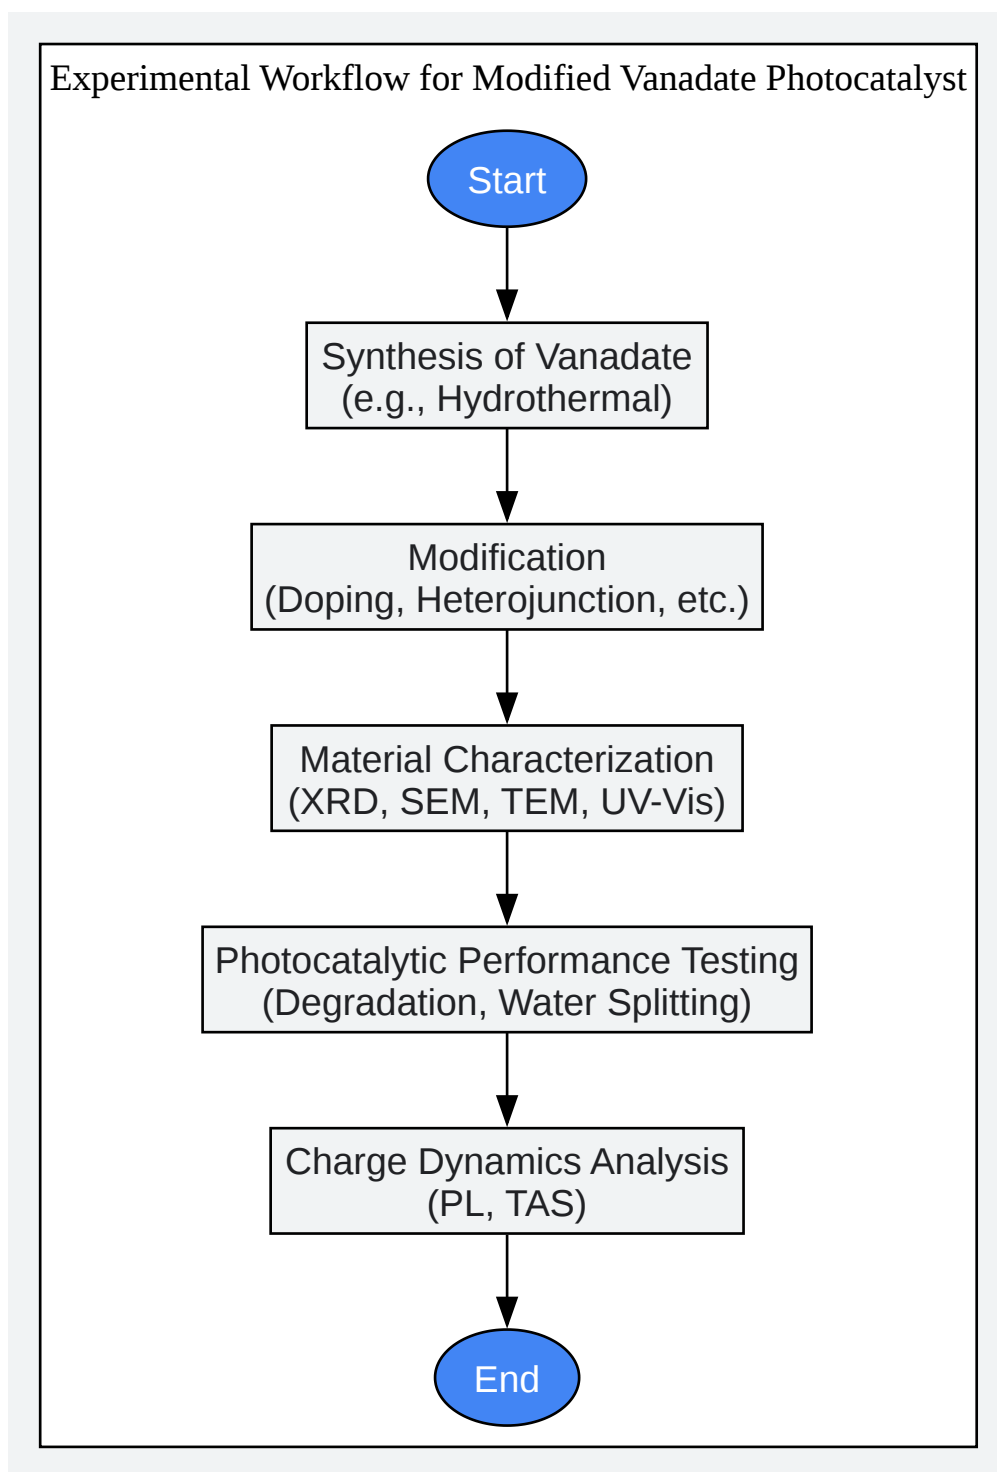 Experimental Workflow for Modified Vanadate Photocatalyst
Start
Synthesis of Vanadate
(e.g., Hydrothermal)
Modification
(Doping, Heterojunction, etc.)
Material Characterization
(XRD, SEM, TEM, UV-Vis)
Photocatalytic Performance Testing
(Degradation, Water Splitting)
Charge Dynamics Analysis
(PL, TAS)
End